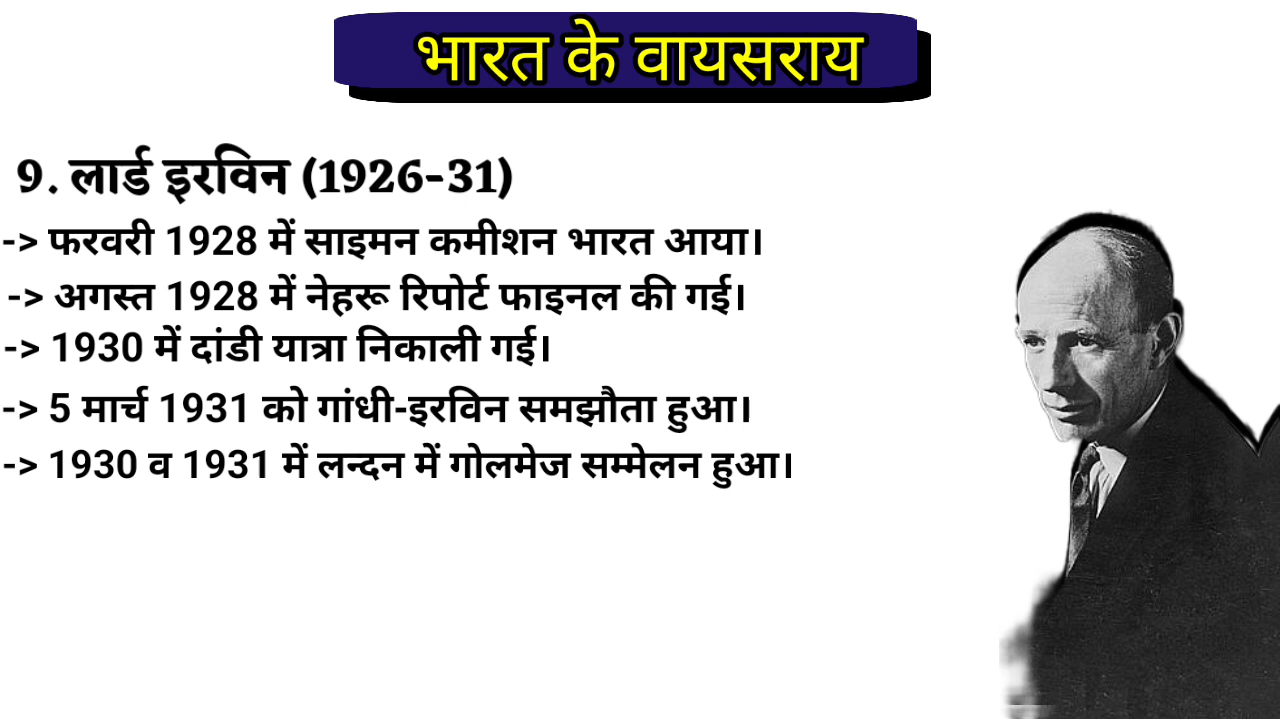 भारत के वायसराय
9. लार्ड इरविन (1926-31)
-> फरवरी 1928 में साइमन कमीशन भारत आया।
-> अगस्त 1928 में नेहरू रिपोर्ट फाइनल की गई।
-> 1930 में दांडी यात्रा निकाली गई।
-> 5 मार्च 1931 को गांधी-इरविन समझौता हुआ।
-> 1930 व 1931 में लन्दन में गोलमेज सम्मेलन हुआ।